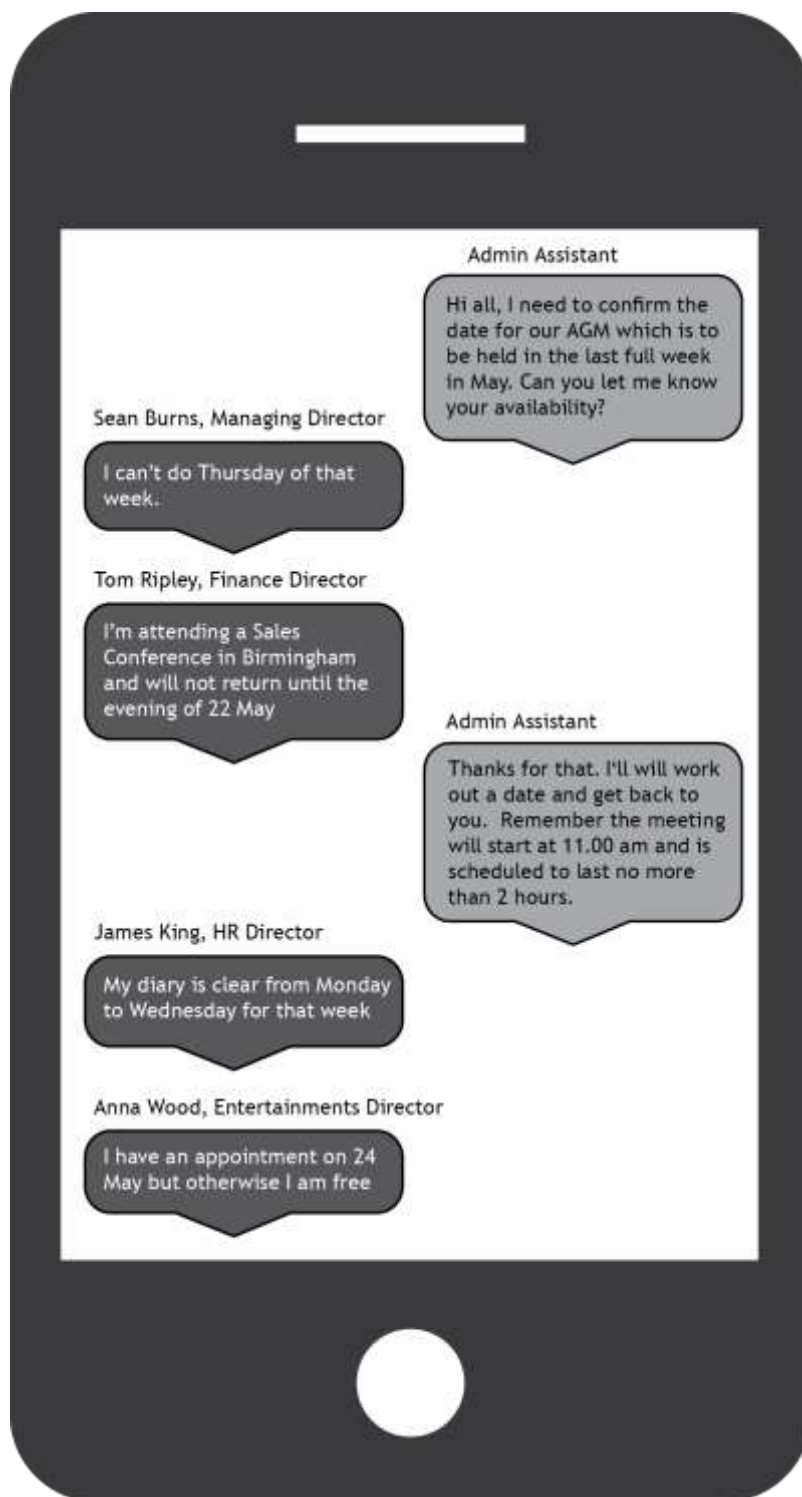 Admin Assistant
Hi all, I need to confirm the
date for our AGM which is to
be held in the last full week
in May. Can you let me know
your availability?
Sean Burns, Managing Director
I can't do Thursday of that
week.
Tom Ripley, Finance Director
I'm attending a Sales
Conference in Birmingham
and will not return until the
evening of 22 May
Admin Assistant
Thanks for that. I'll will work
out a date and get back to
you. Remember the meeting
will start at 11.00 am and is
scheduled to last no more
than 2 hours.
James King, HR Director
My diary is clear from Monday
to Wednesday for that week
Anna Wood, Entertainments Director
I have an appointment on 24
May but otherwise I am free